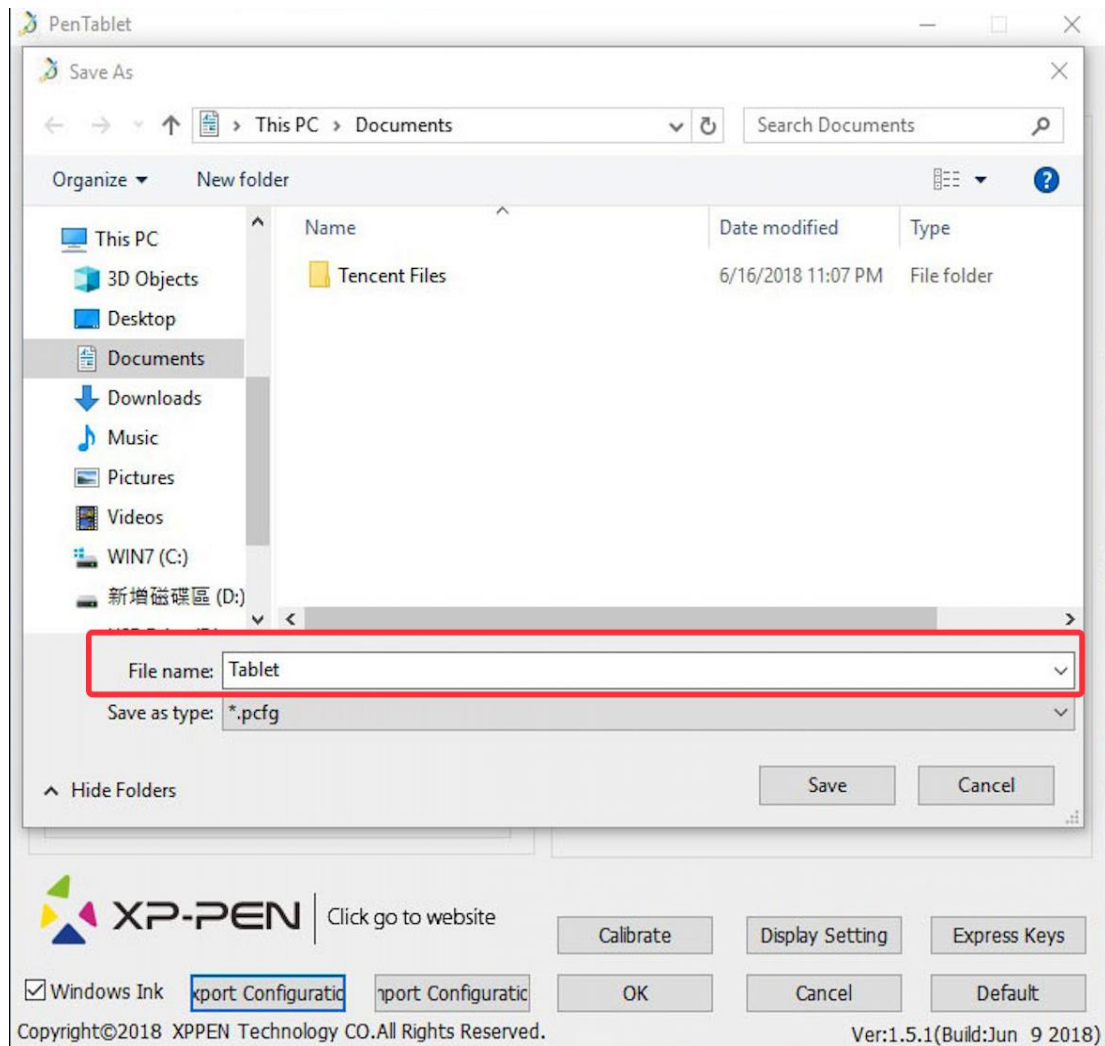 PenTablet
Save As
This PC > Documents
Search Documents
Organize
New folder
Name
Date modified
Type
This PC
3D Objects
Desktop
Documents
Downloads
Music
Pictures
Videos
WIN7 (C:)
新增磁碟區 (D:)
Tencent Files
6/16/2018 11:07 PM
File folder
File name: Tablet
Save as type: *.pcfg
Hide Folders
Save
Cancel
XP-PEN
Click go to website
Calibrate
Display Setting
Express Keys
Windows Ink
xport Configuratic
nport Configuratic
OK
Cancel
Default
Copyright©2018 XPPEN Technology CO.All Rights Reserved.
Ver:1.5.1(Build:Jun 9 2018)